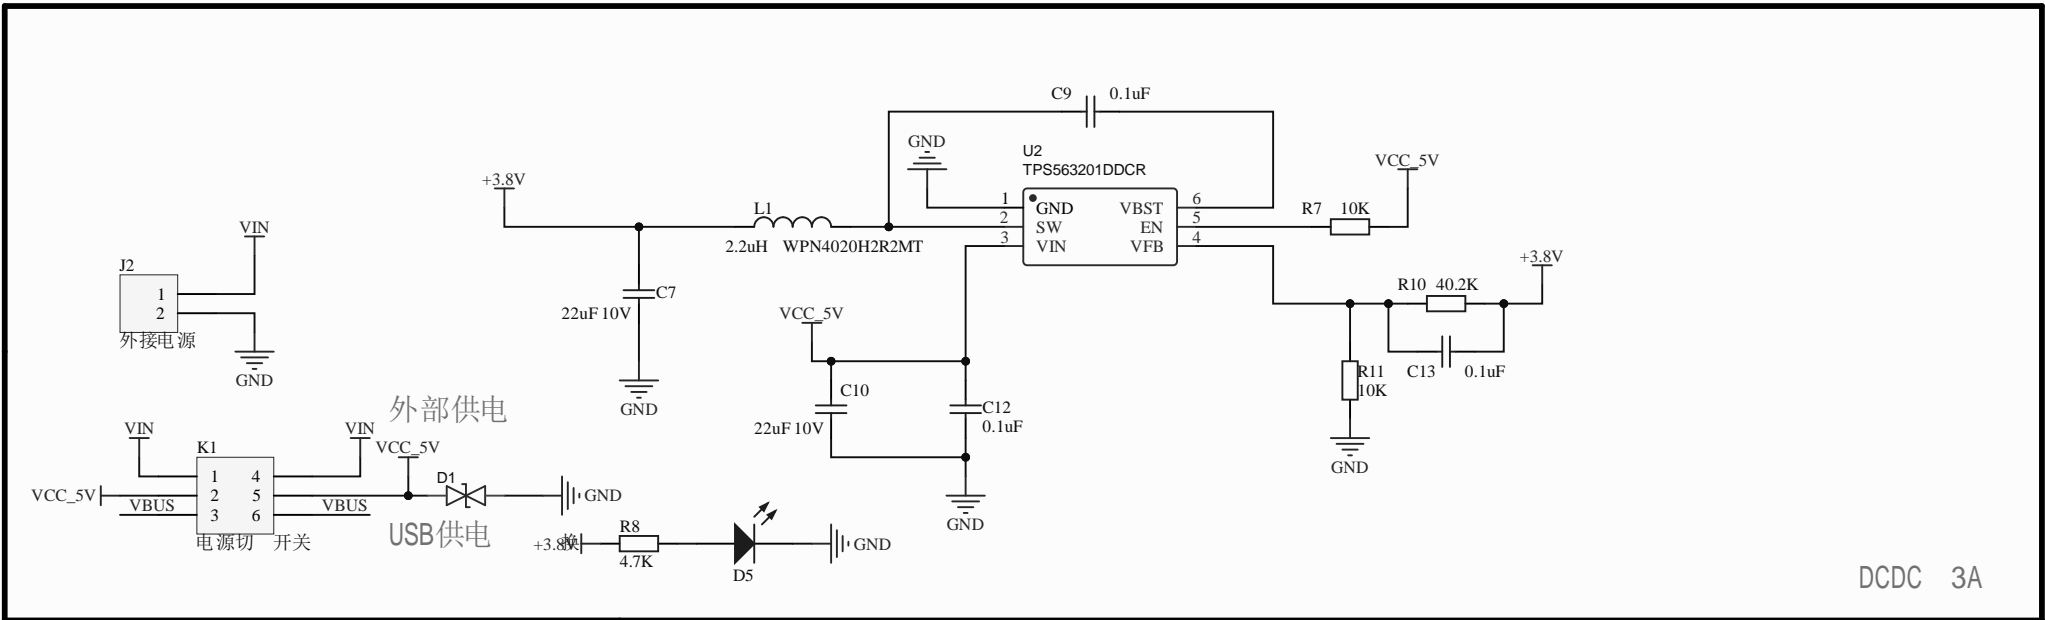 C9 0.1uF
GND
U2
TPS563201DDCR
VCC_5V
+3.8V
1 GND VBST 6
2 SW EN 5
3 VIN VFB 4
R7 10K
L1
2.2uH WPN4020H2R2MT
VIN
J2
1
2
外接电源
GND
C7
22uF 10V
GND
VCC_5V
C10
22uF 10V
C12
0.1uF
GND
+3.8V
R10 40.2K
C13 0.1uF
R11
10K
GND
外部供电
VIN VIN
K1
VCC_5V
1 4
VCC_5V 2 5
VBUS 3 6 VBUS
电源切 开关
D1
GND
USB供电
+3.8V
换
R8
4.7K
D5
GND
DCDC 3A